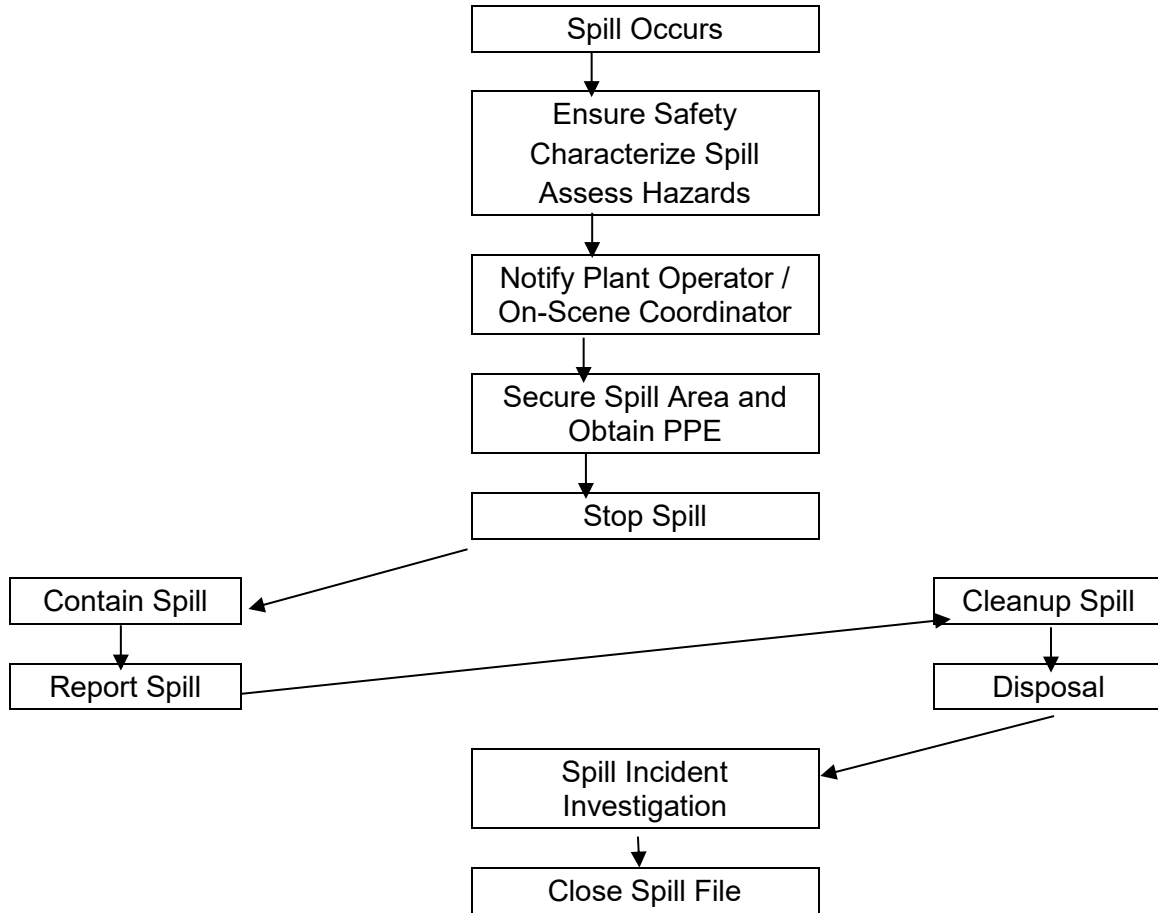 Spill Occurs
Ensure Safety
Characterize Spill
Assess Hazards
Notify Plant Operator /
On-Scene Coordinator
Secure Spill Area and
Obtain PPE
Stop Spill
Contain Spill
Report Spill
Cleanup Spill
Disposal
Spill Incident
Investigation
Close Spill File